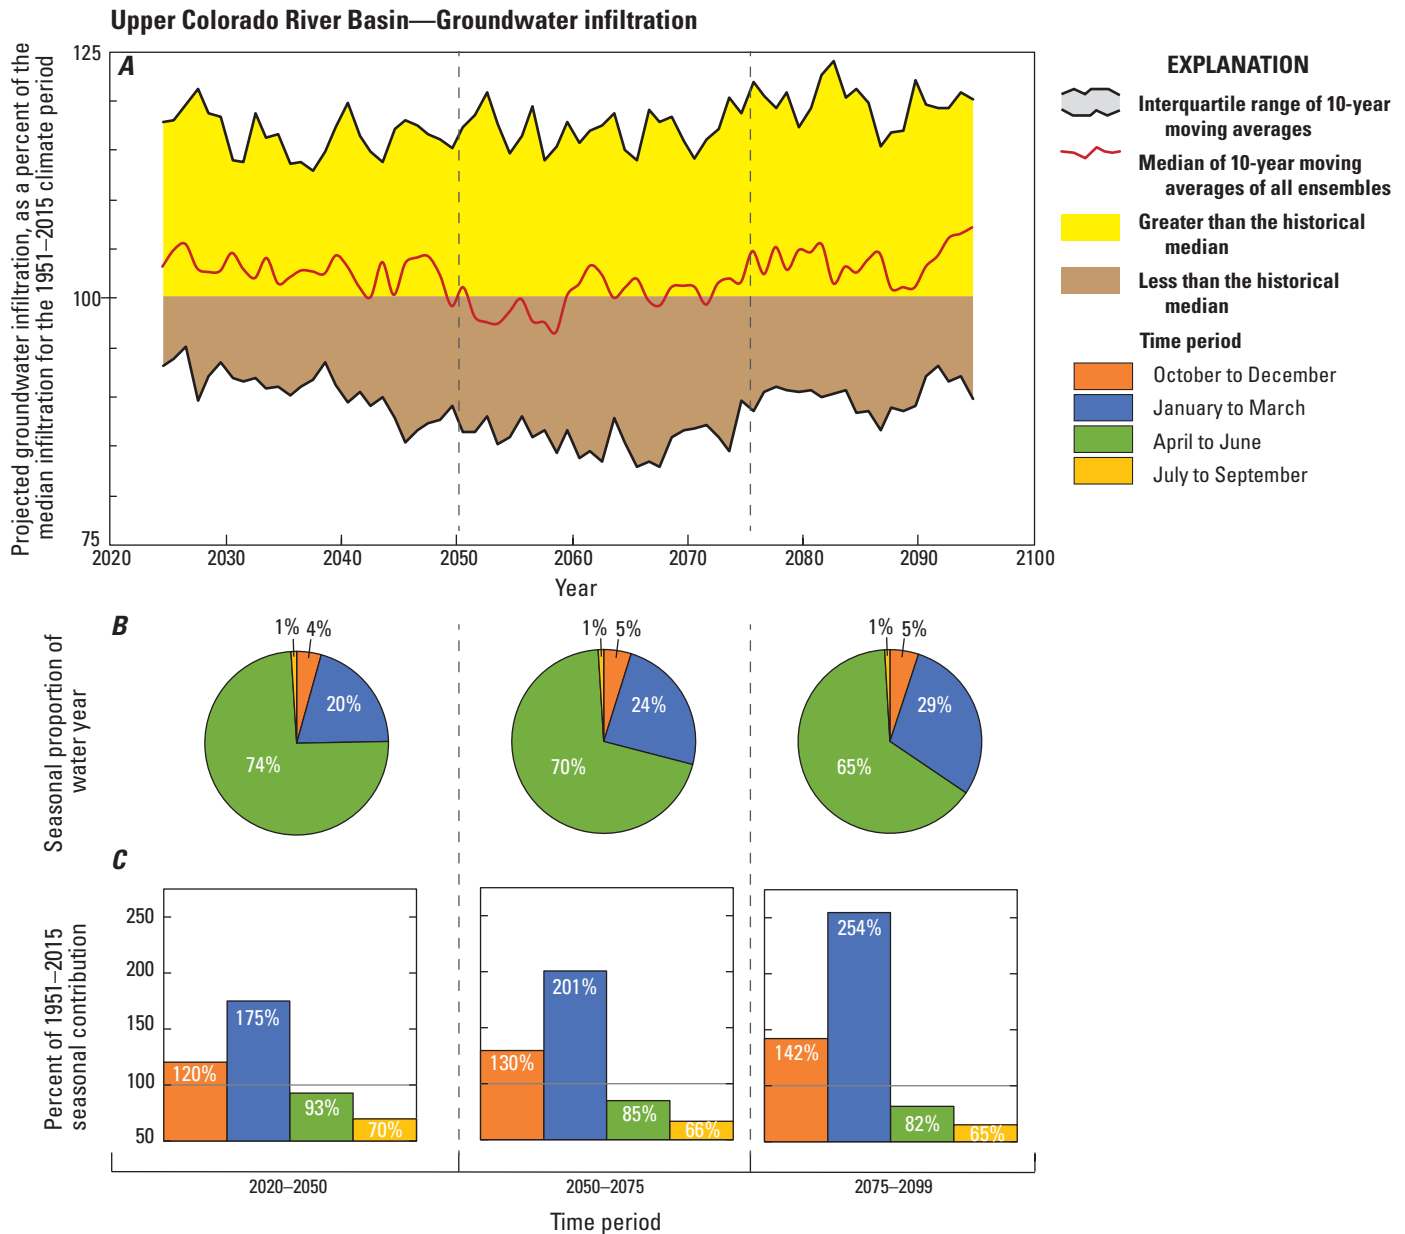 Upper Colorado River Basin—Groundwater infiltration
Projected groundwater infiltration, as a percent of the
median infiltration for the 1951–2015 climate period
A
125
100
75
2020
2030
2040
2050
2060
2070
2080
2090
2100
Year
EXPLANATION
Interquartile range of 10-year
moving averages
Median of 10-year moving
averages of all ensembles
Greater than the historical
median
Less than the historical
median
Time period
October to December
January to March
April to June
July to September
B
Seasonal proportion of
water year
1% 4%
20%
74%
1% 5%
24%
70%
1% 5%
29%
65%
C
Percent of 1951–2015
seasonal contribution
250
200
150
100
50
120%
175%
93%
70%
130%
201%
85%
66%
142%
254%
82%
65%
2020–2050
2050–2075
2075–2099
Time period